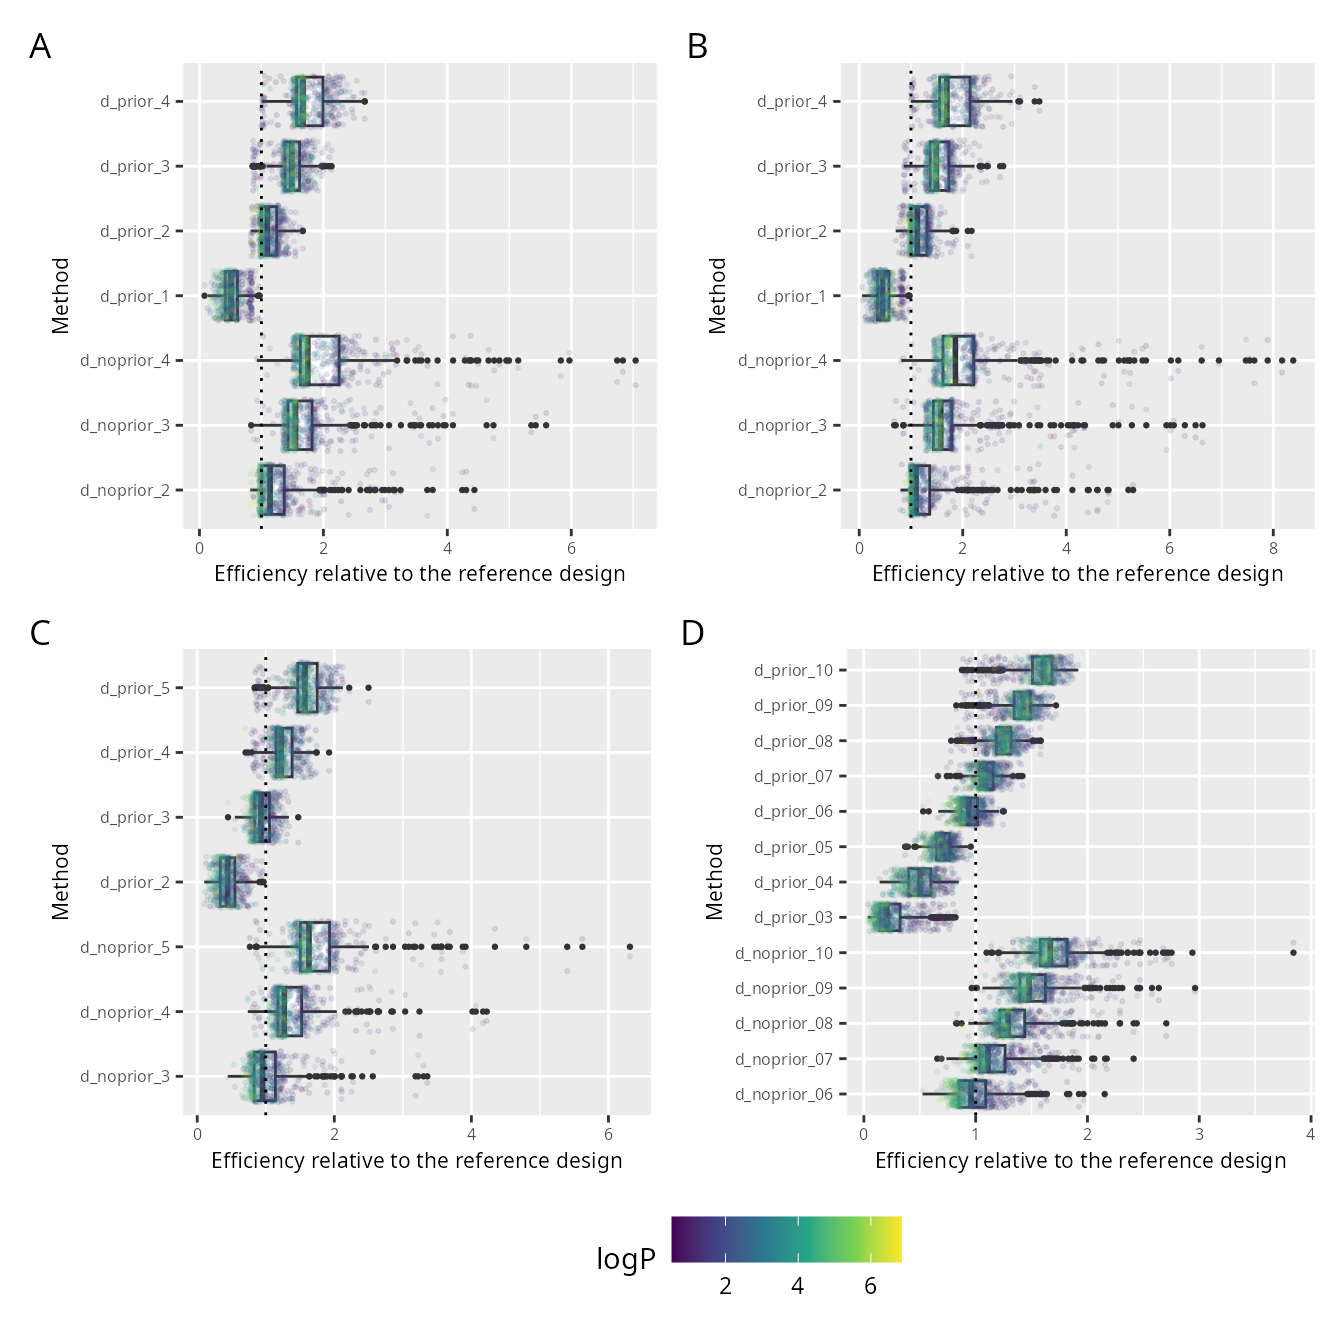 A
d_prior_4
d_prior_3
d_prior_2
d_prior_1
d_noprior_4
d_noprior_3
d_noprior_2
Method
0 2 4 6
Efficiency relative to the reference design
B
d_prior_4
d_prior_3
d_prior_2
d_prior_1
d_noprior_4
d_noprior_3
d_noprior_2
Method
0 2 4 6 8
Efficiency relative to the reference design
C
d_prior_5
d_prior_4
d_prior_3
d_prior_2
d_noprior_5
d_noprior_4
d_noprior_3
Method
0 2 4 6
Efficiency relative to the reference design
D
d_prior_10
d_prior_09
d_prior_08
d_prior_07
d_prior_06
d_prior_05
d_prior_04
d_prior_03
d_noprior_10
d_noprior_09
d_noprior_08
d_noprior_07
d_noprior_06
Method
0 1 2 3 4
Efficiency relative to the reference design
logP
2 4 6